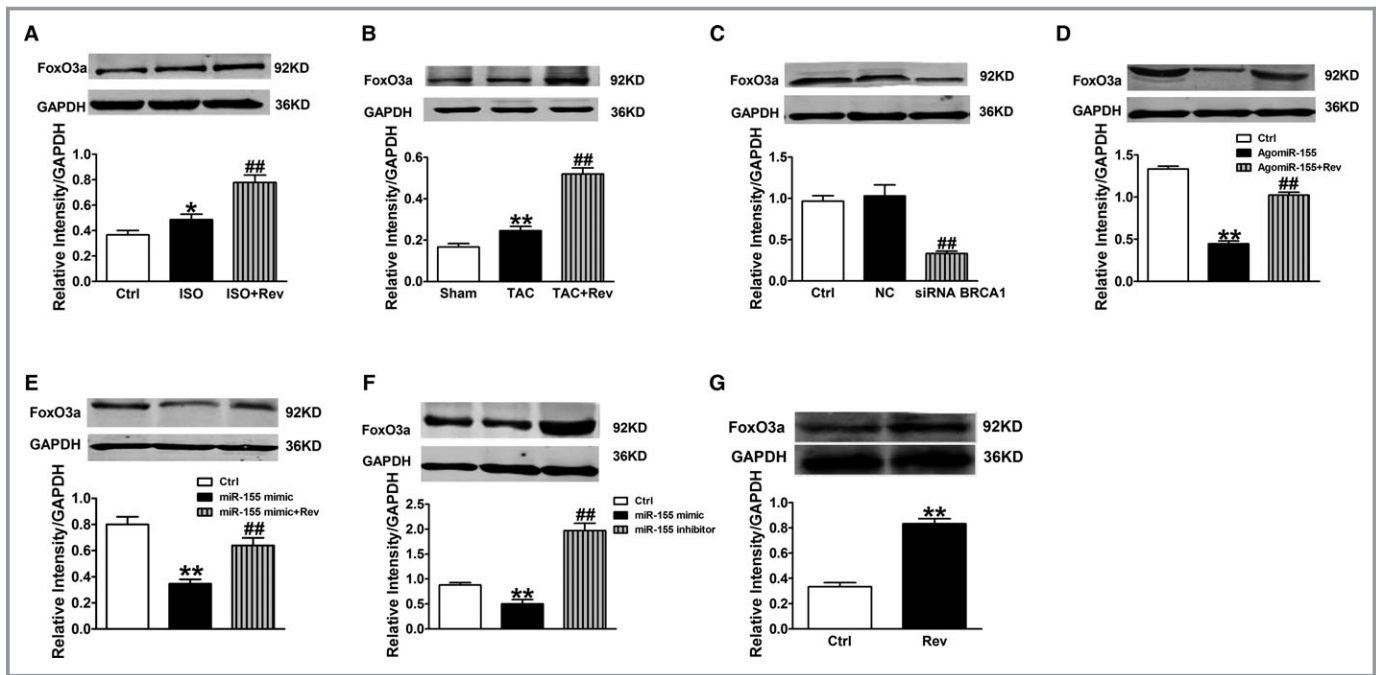 A
FoxO3a 92KD
GAPDH 36KD
Relative Intensity/GAPDH
1.0
0.8
0.6
0.4
0.2
0.0
*
##
Ctrl ISO ISO+Rev
B
FoxO3a 92KD
GAPDH 36KD
Relative Intensity/GAPDH
0.6
0.4
0.2
0.0
**
##
Sham TAC TAC+Rev
C
FoxO3a 92KD
GAPDH 36KD
Relative Intensity/GAPDH
1.5
1.0
0.5
0.0
##
Ctrl NC siRNA BRCA1
D
FoxO3a 92KD
GAPDH 36KD
Ctrl
AgomiR-155
AgomiR-155+Rev
Relative Intensity/GAPDH
1.5
1.0
0.5
0.0
**
##
E
FoxO3a 92KD
GAPDH 36KD
Ctrl
miR-155 mimic
miR-155 mimic+Rev
Relative Intensity/GAPDH
0.8
0.6
0.4
0.2
0.0
**
##
F
FoxO3a 92KD
GAPDH 36KD
Ctrl
miR-155 mimic
miR-155 inhibitor
Relative Intensity/GAPDH
2.5
2.0
1.5
1.0
0.5
0.0
**
##
G
FoxO3a 92KD
GAPDH 36KD
Relative Intensity/GAPDH
1.0
0.8
0.6
0.4
0.2
0.0
**
Ctrl Rev